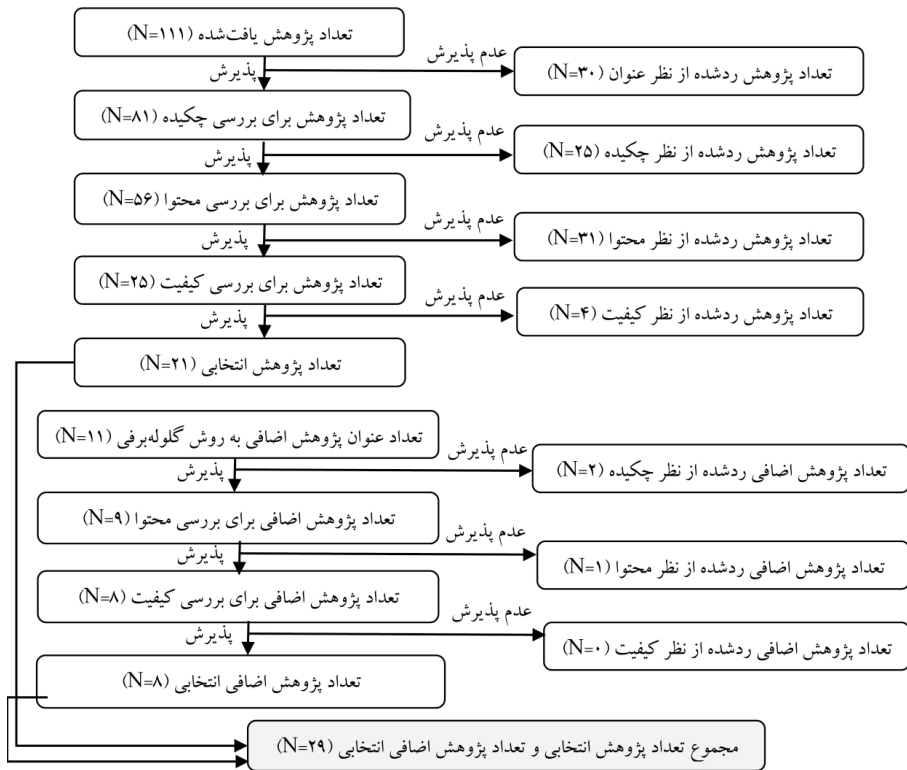 تعداد پژوهش یافت‌شده (N=۱۱۱)
عدم پذیرش
پذیرش
تعداد پژوهش ردشده از نظر عنوان (N=۳۰)
تعداد پژوهش برای بررسی چکیده (N=۸۱)
عدم پذیرش
پذیرش
تعداد پژوهش ردشده از نظر چکیده (N=۲۵)
تعداد پژوهش برای بررسی محتوا (N=۵۶)
عدم پذیرش
پذیرش
تعداد پژوهش ردشده از نظر محتوا (N=۳۱)
تعداد پژوهش برای بررسی کیفیت (N=۲۵)
عدم پذیرش
پذیرش
تعداد پژوهش ردشده از نظر کیفیت (N=۴)
تعداد پژوهش انتخابی (N=۲۱)
تعداد عنوان پژوهش اضافی به روش گلوله‌برفی (N=۱۱)
عدم پذیرش
پذیرش
تعداد پژوهش اضافی ردشده از نظر چکیده (N=۲)
تعداد پژوهش اضافی برای بررسی محتوا (N=۹)
عدم پذیرش
پذیرش
تعداد پژوهش اضافی ردشده از نظر محتوا (N=۱)
تعداد پژوهش اضافی برای بررسی کیفیت (N=۸)
عدم پذیرش
پذیرش
تعداد پژوهش اضافی ردشده از نظر کیفیت (N=۰)
تعداد پژوهش اضافی انتخابی (N=۸)
مجموع تعداد پژوهش انتخابی و تعداد پژوهش اضافی انتخابی (N=۲۹)